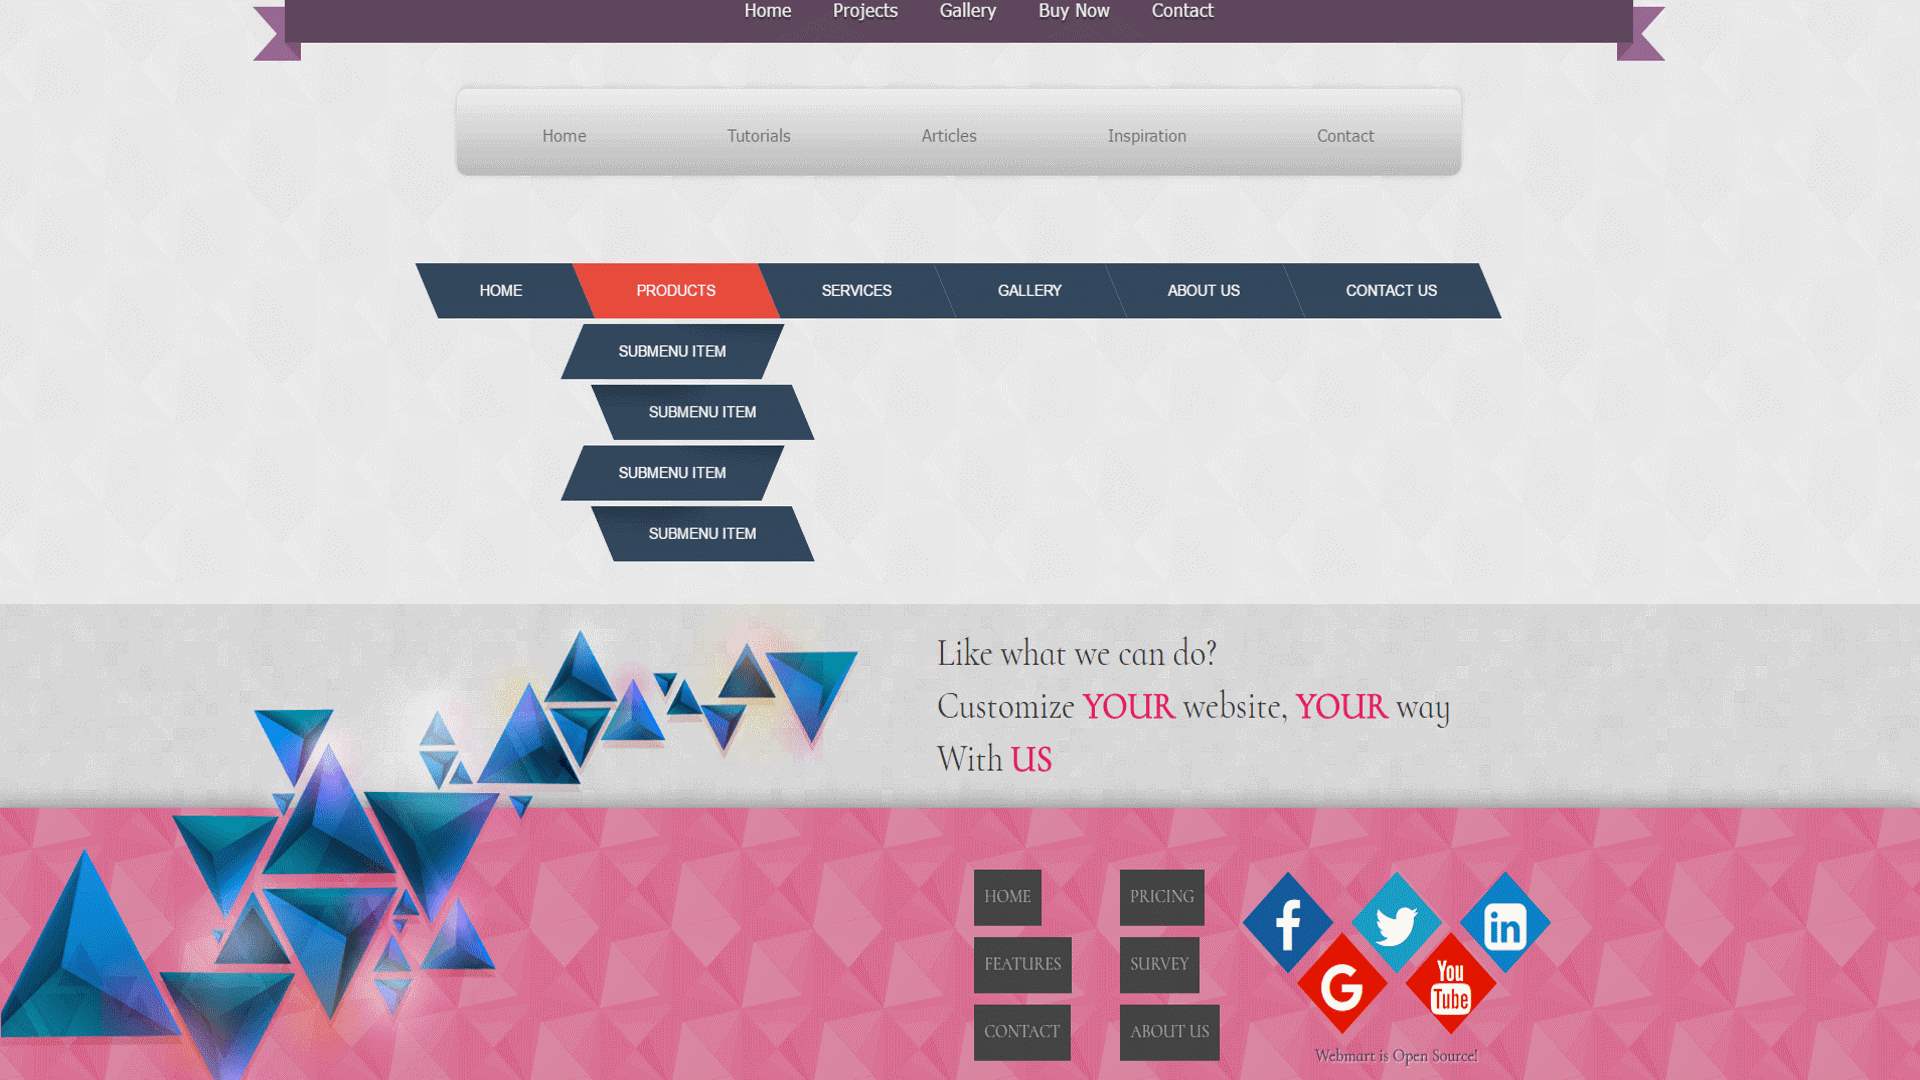 Home Projects Gallery Buy Now Contact
Home Tutorials Articles Inspiration Contact
HOME PRODUCTS SERVICES GALLERY ABOUT US CONTACT US
SUBMENU ITEM
SUBMENU ITEM
SUBMENU ITEM
SUBMENU ITEM
Like what we can do?
Customize YOUR website, YOUR way
With US
HOME PRICING
FEATURES SURVEY
CONTACT ABOUT US
f in
G You Tube
Webmart is Open Source!